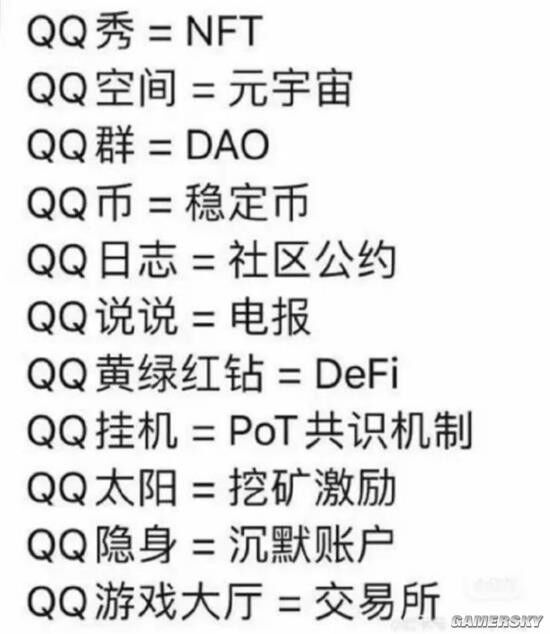 QQ秀 = NFT
QQ空间 = 元宇宙
QQ群 = DAO
QQ币 = 稳定币
QQ日志 = 社区公约
QQ说说 = 电报
QQ黄绿红钻 = DeFi
QQ挂机 = PoT共识机制
QQ太阳 = 挖矿激励
QQ隐身 = 沉默账户
QQ游戏大厅 = 交易所
GAMERSKY